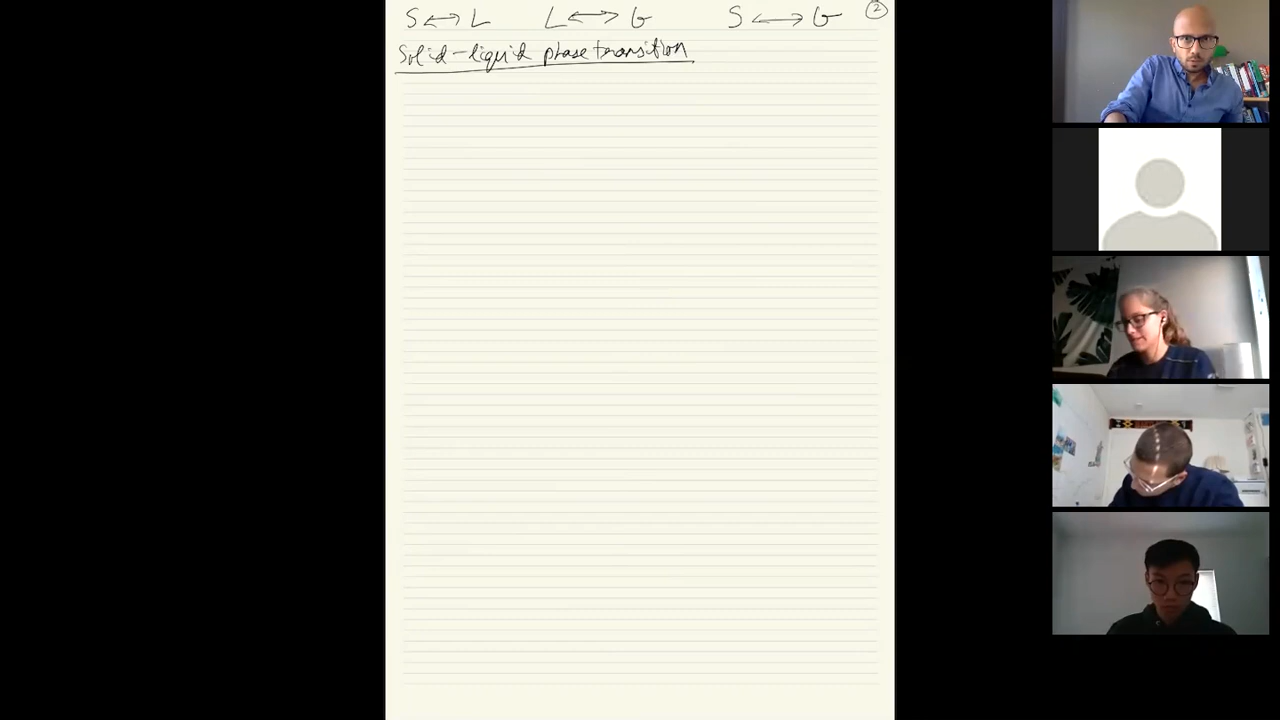 S ↔ L L ↔ G S ↔ G ②
Solid-liquid phase transition